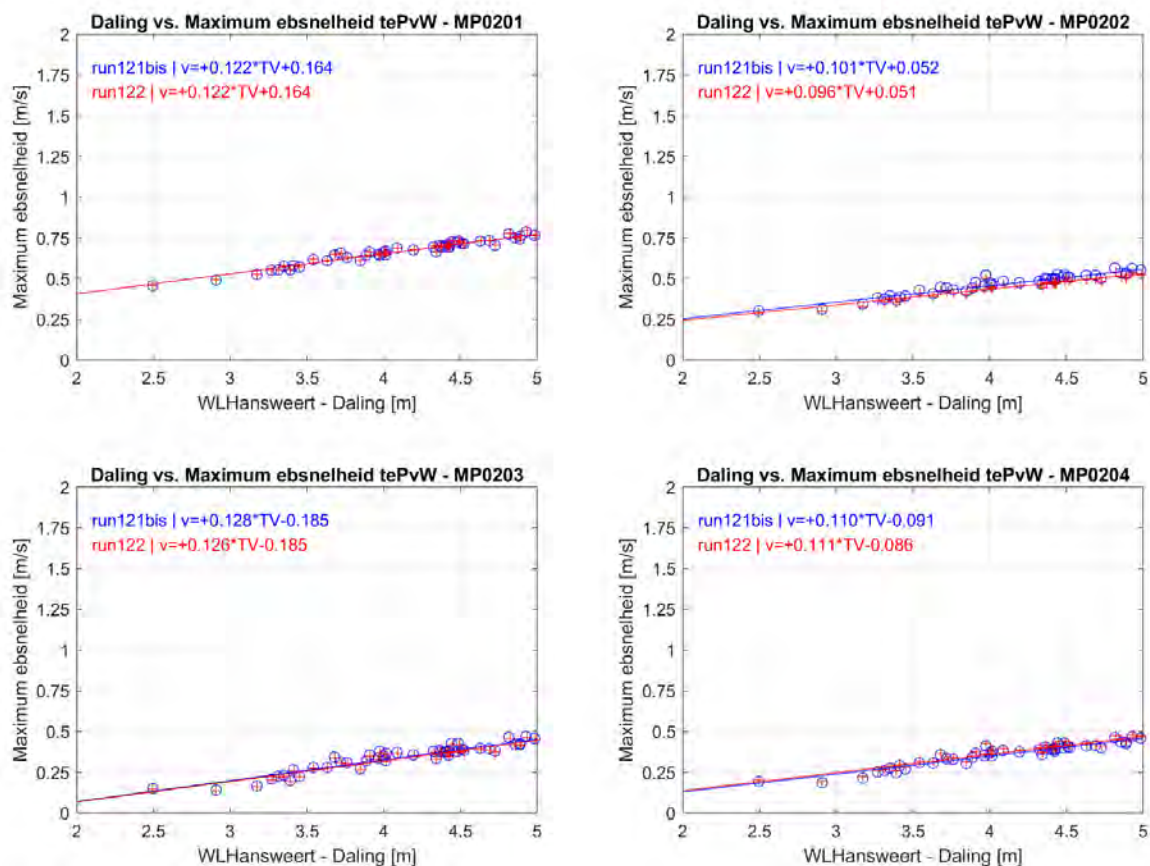 Daling vs. Maximum ebsnelheid tePvW - MP0201
2
1.75
1.5
1.25
1
0.75
0.5
0.25
0
Maximum ebsnelheid [m/s]
run121bis | v=+0.122*TV+0.164
run122 | v=+0.122*TV+0.164
2 2.5 3 3.5 4 4.5 5
WLHansweert - Daling [m]
Daling vs. Maximum ebsnelheid tePvW - MP0202
2
1.75
1.5
1.25
1
0.75
0.5
0.25
0
Maximum ebsnelheid [m/s]
run121bis | v=+0.101*TV+0.052
run122 | v=+0.096*TV+0.051
2 2.5 3 3.5 4 4.5 5
WLHansweert - Daling [m]
Daling vs. Maximum ebsnelheid tePvW - MP0203
2
1.75
1.5
1.25
1
0.75
0.5
0.25
0
Maximum ebsnelheid [m/s]
run121bis | v=+0.128*TV-0.185
run122 | v=+0.126*TV-0.185
2 2.5 3 3.5 4 4.5 5
WLHansweert - Daling [m]
Daling vs. Maximum ebsnelheid tePvW - MP0204
2
1.75
1.5
1.25
1
0.75
0.5
0.25
0
Maximum ebsnelheid [m/s]
run121bis | v=+0.110*TV-0.091
run122 | v=+0.111*TV-0.086
2 2.5 3 3.5 4 4.5 5
WLHansweert - Daling [m]